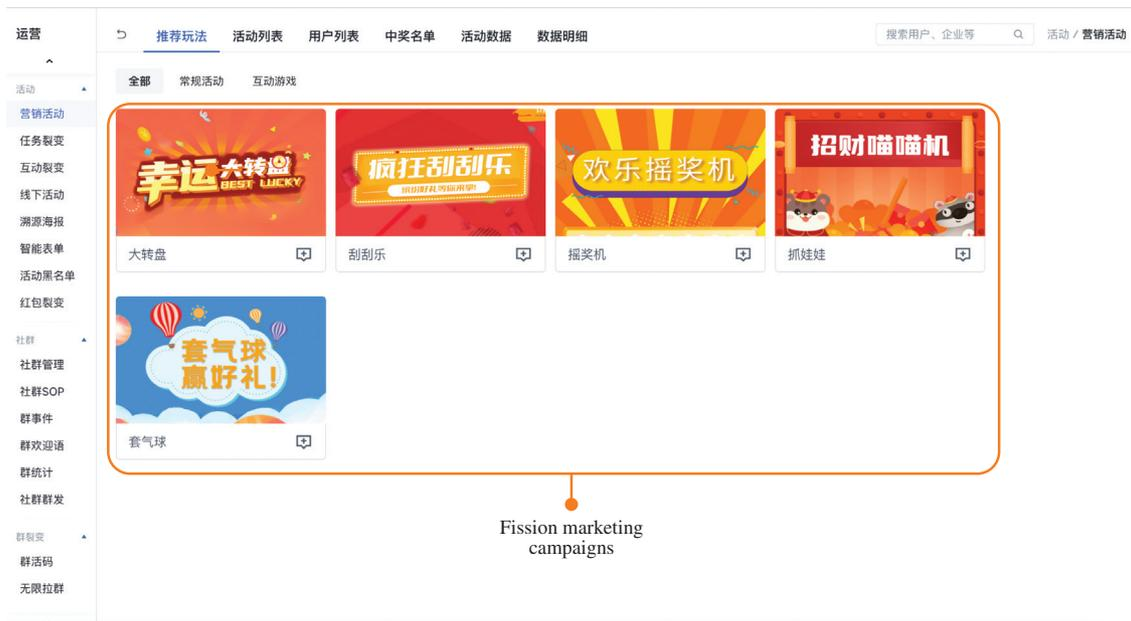 运营
推荐玩法 活动列表 用户列表 中奖名单 活动数据 数据明细
搜索用户、企业等
活动 / 营销活动
全部 常规活动 互动游戏
活动
营销活动
任务裂变
互动裂变
线下活动
溯源海报
智能表单
活动黑名单
红包裂变
社群
社群管理
社群SOP
群事件
群欢迎语
群统计
社群群发
群裂变
群活码
无限拉群
幸运大转盘
BEST LUCKY
大转盘
疯狂刮刮乐
缤纷好礼等你来拿!
刮刮乐
欢乐摇奖机
摇奖机
招财喵喵机
抓娃娃
套气球
赢好礼!
套气球
Fission marketing
campaigns